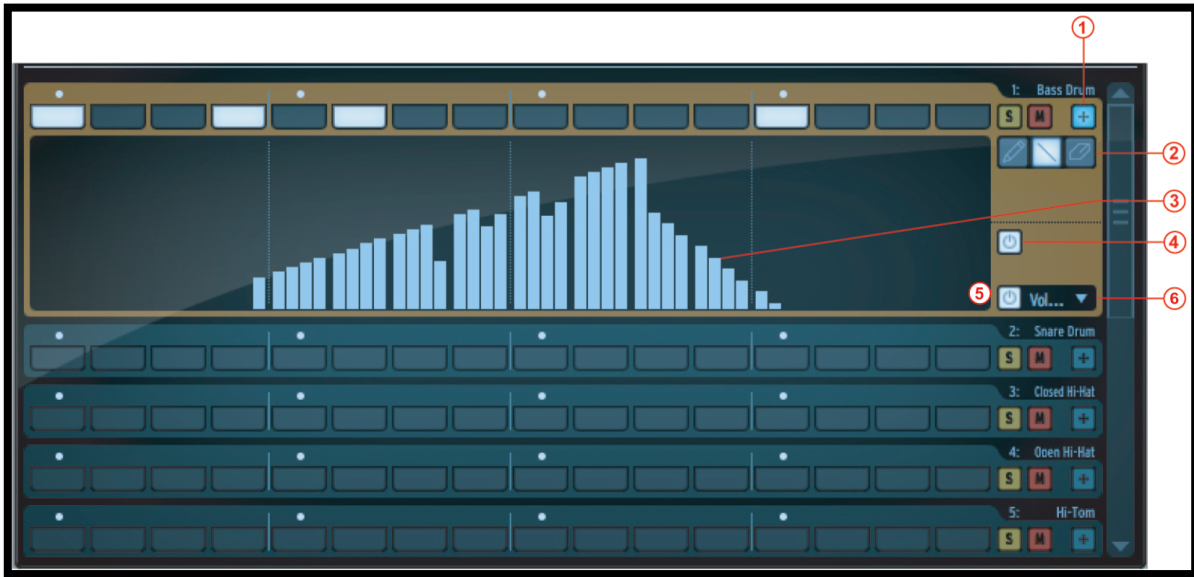 1
1: Bass Drum
S M +
2
3
4
5 Vol... 6
2: Snare Drum
S M +
3: Closed Hi-Hat
S M +
4: Open Hi-Hat
S M +
5: Hi-Tom
S M +